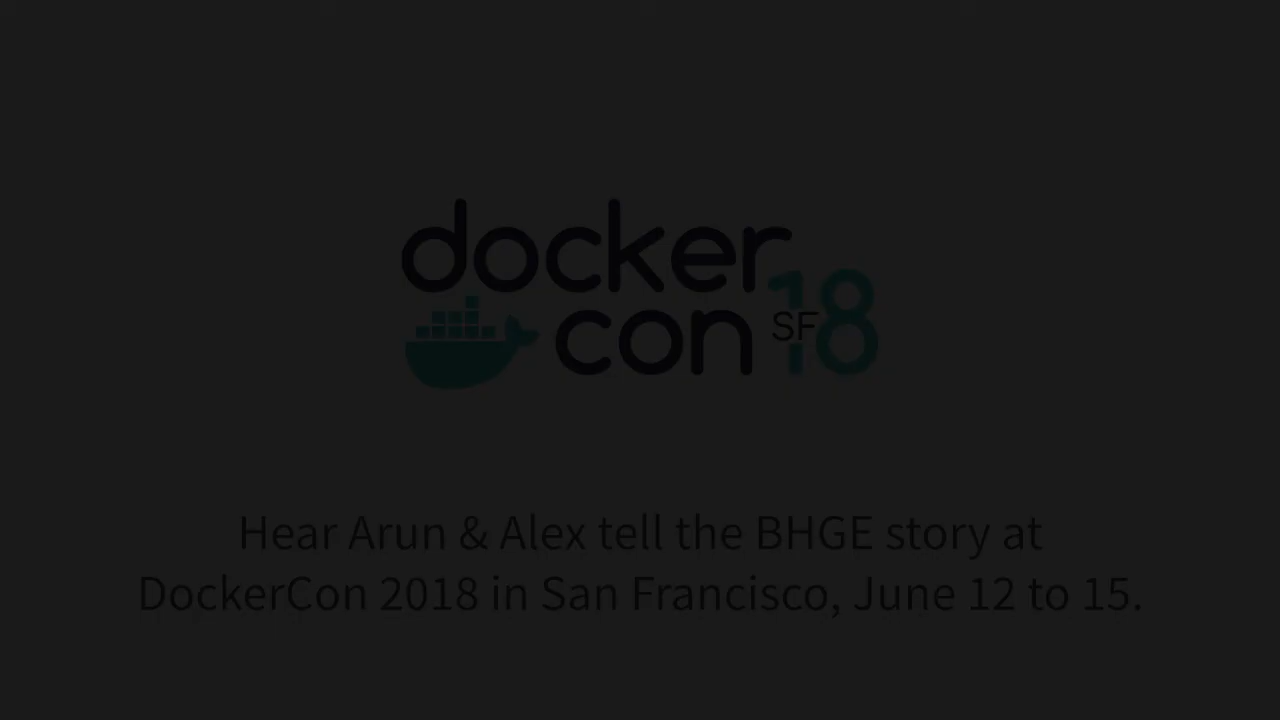 docker
con SF 18
Hear Arun & Alex tell the BHGE story at
DockerCon 2018 in San Francisco, June 12 to 15.